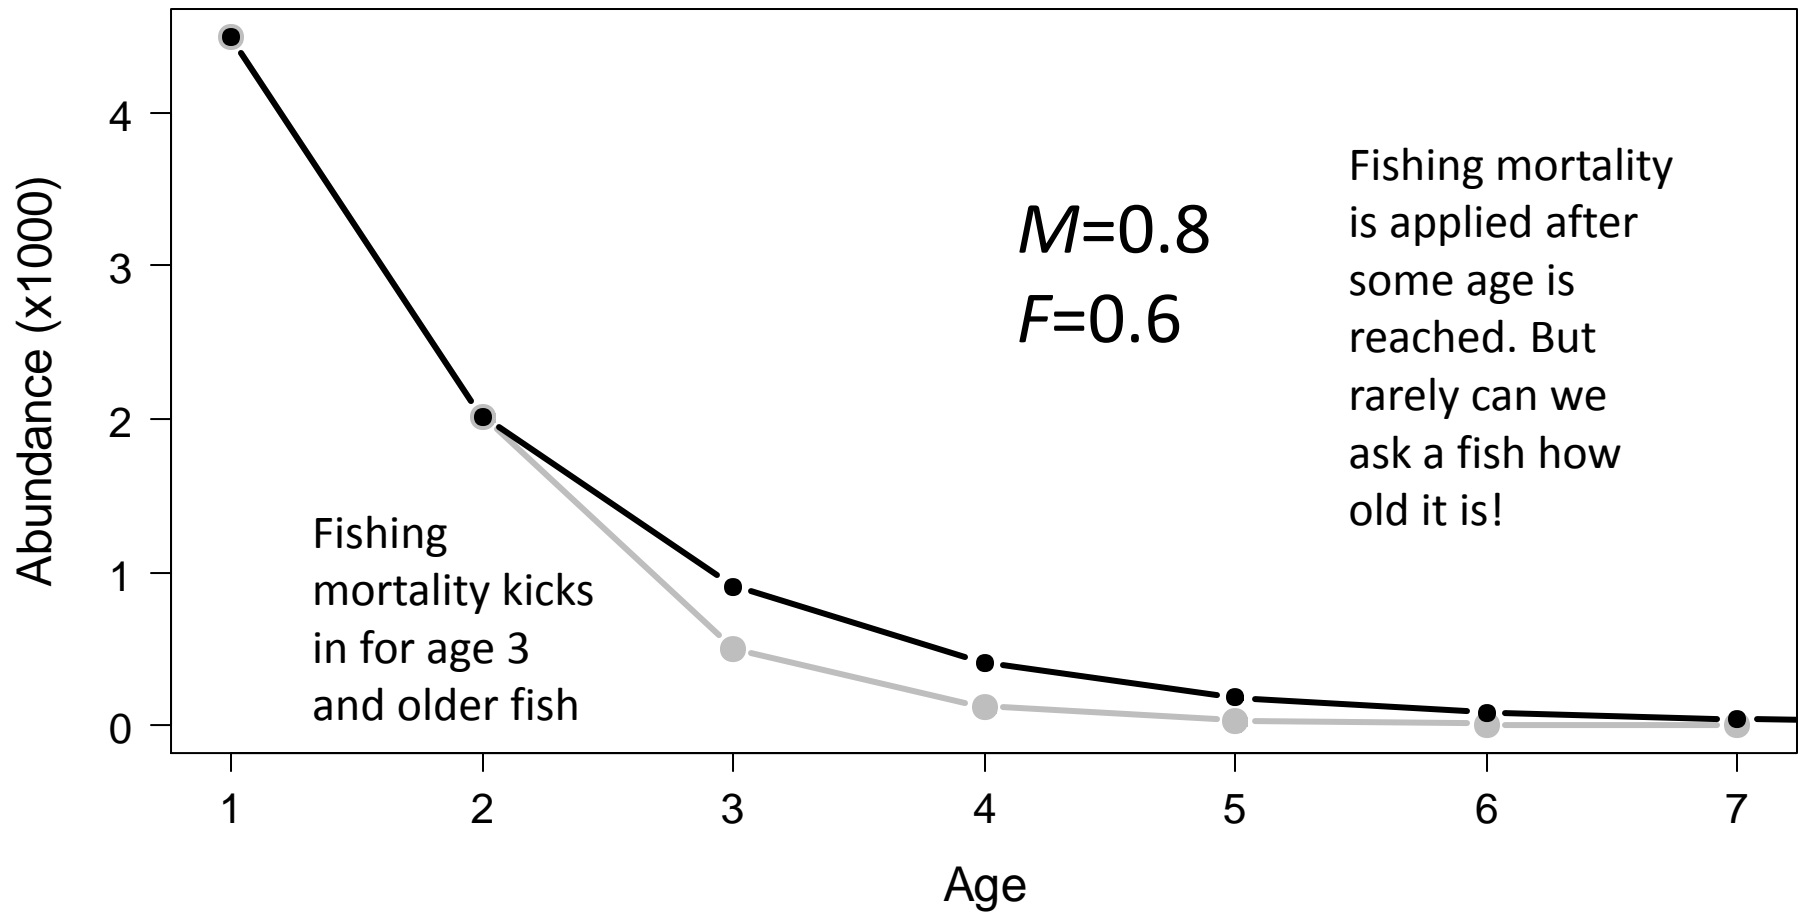 Abundance (x1000)
4
3
2
1
0
M=0.8
F=0.6
Fishing mortality
is applied after
some age is
reached. But
rarely can we
ask a fish how
old it is!
Fishing
mortality kicks
in for age 3
and older fish
1 2 3 4 5 6 7
Age